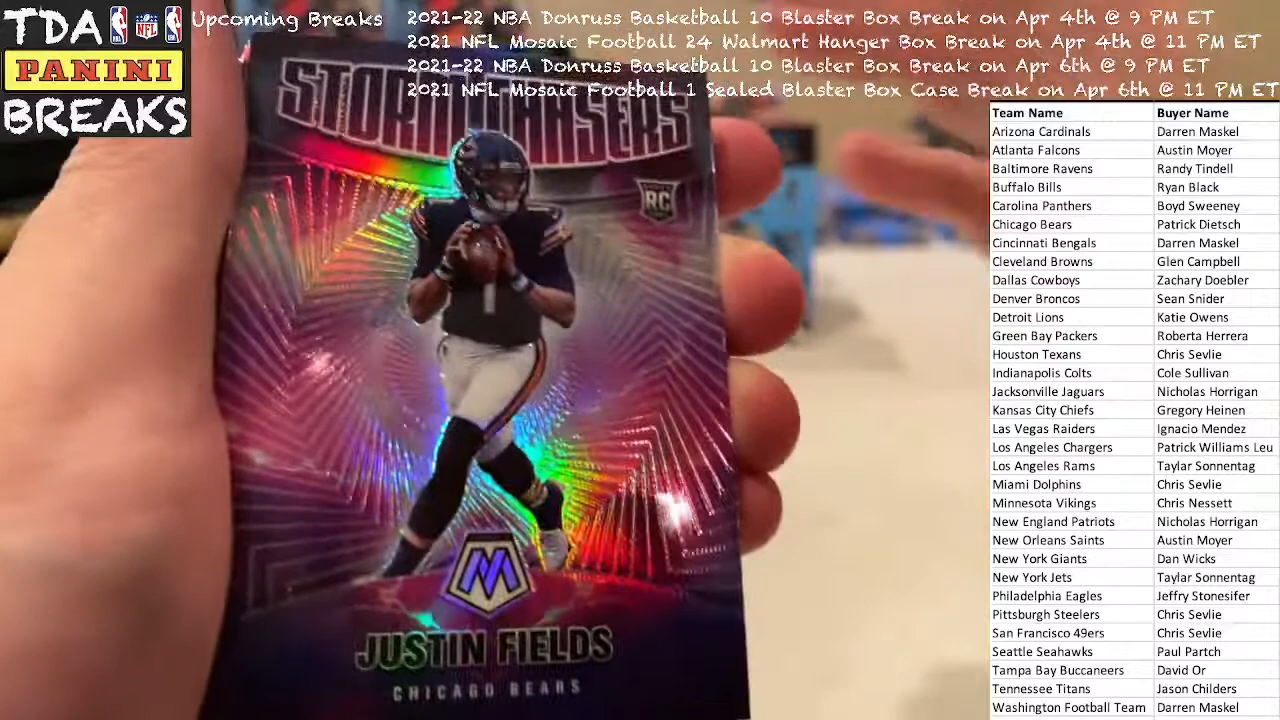 TDA
PANINI
BREAKS
Upcoming Breaks
2021-22 NBA Donruss Basketball 10 Blaster Box Break on Apr 4th @ 9 PM ET
2021 NFL Mosaic Football 24 Walmart Hanger Box Break on Apr 4th @ 11 PM ET
2021-22 NBA Donruss Basketball 10 Blaster Box Break on Apr 6th @ 9 PM ET
2021 NFL Mosaic Football 1 Sealed Blaster Box Case Break on Apr 6th @ 11 PM ET
STORM CHASERS
RC
1
M
JUSTIN FIELDS
CHICAGO BEARS
Team Name Buyer Name
Arizona Cardinals Darren Maskel
Atlanta Falcons Austin Moyer
Baltimore Ravens Randy Tindell
Buffalo Bills Ryan Black
Carolina Panthers Boyd Sweeney
Chicago Bears Patrick Dietsch
Cincinnati Bengals Darren Maskel
Cleveland Browns Glen Campbell
Dallas Cowboys Zachary Doebler
Denver Broncos Sean Snider
Detroit Lions Katie Owens
Green Bay Packers Roberta Herrera
Houston Texans Chris Sevlie
Indianapolis Colts Cole Sullivan
Jacksonville Jaguars Nicholas Horrigan
Kansas City Chiefs Gregory Heinen
Las Vegas Raiders Ignacio Mendez
Los Angeles Chargers Patrick Williams Leu
Los Angeles Rams Taylar Sonnentag
Miami Dolphins Chris Sevlie
Minnesota Vikings Chris Nessett
New England Patriots Nicholas Horrigan
New Orleans Saints Austin Moyer
New York Giants Dan Wicks
New York Jets Taylar Sonnentag
Philadelphia Eagles Jeffry Stonesifer
Pittsburgh Steelers Chris Sevlie
San Francisco 49ers Chris Sevlie
Seattle Seahawks Paul Partch
Tampa Bay Buccaneers David Or
Tennessee Titans Jason Childers
Washington Football Team Darren Maskel